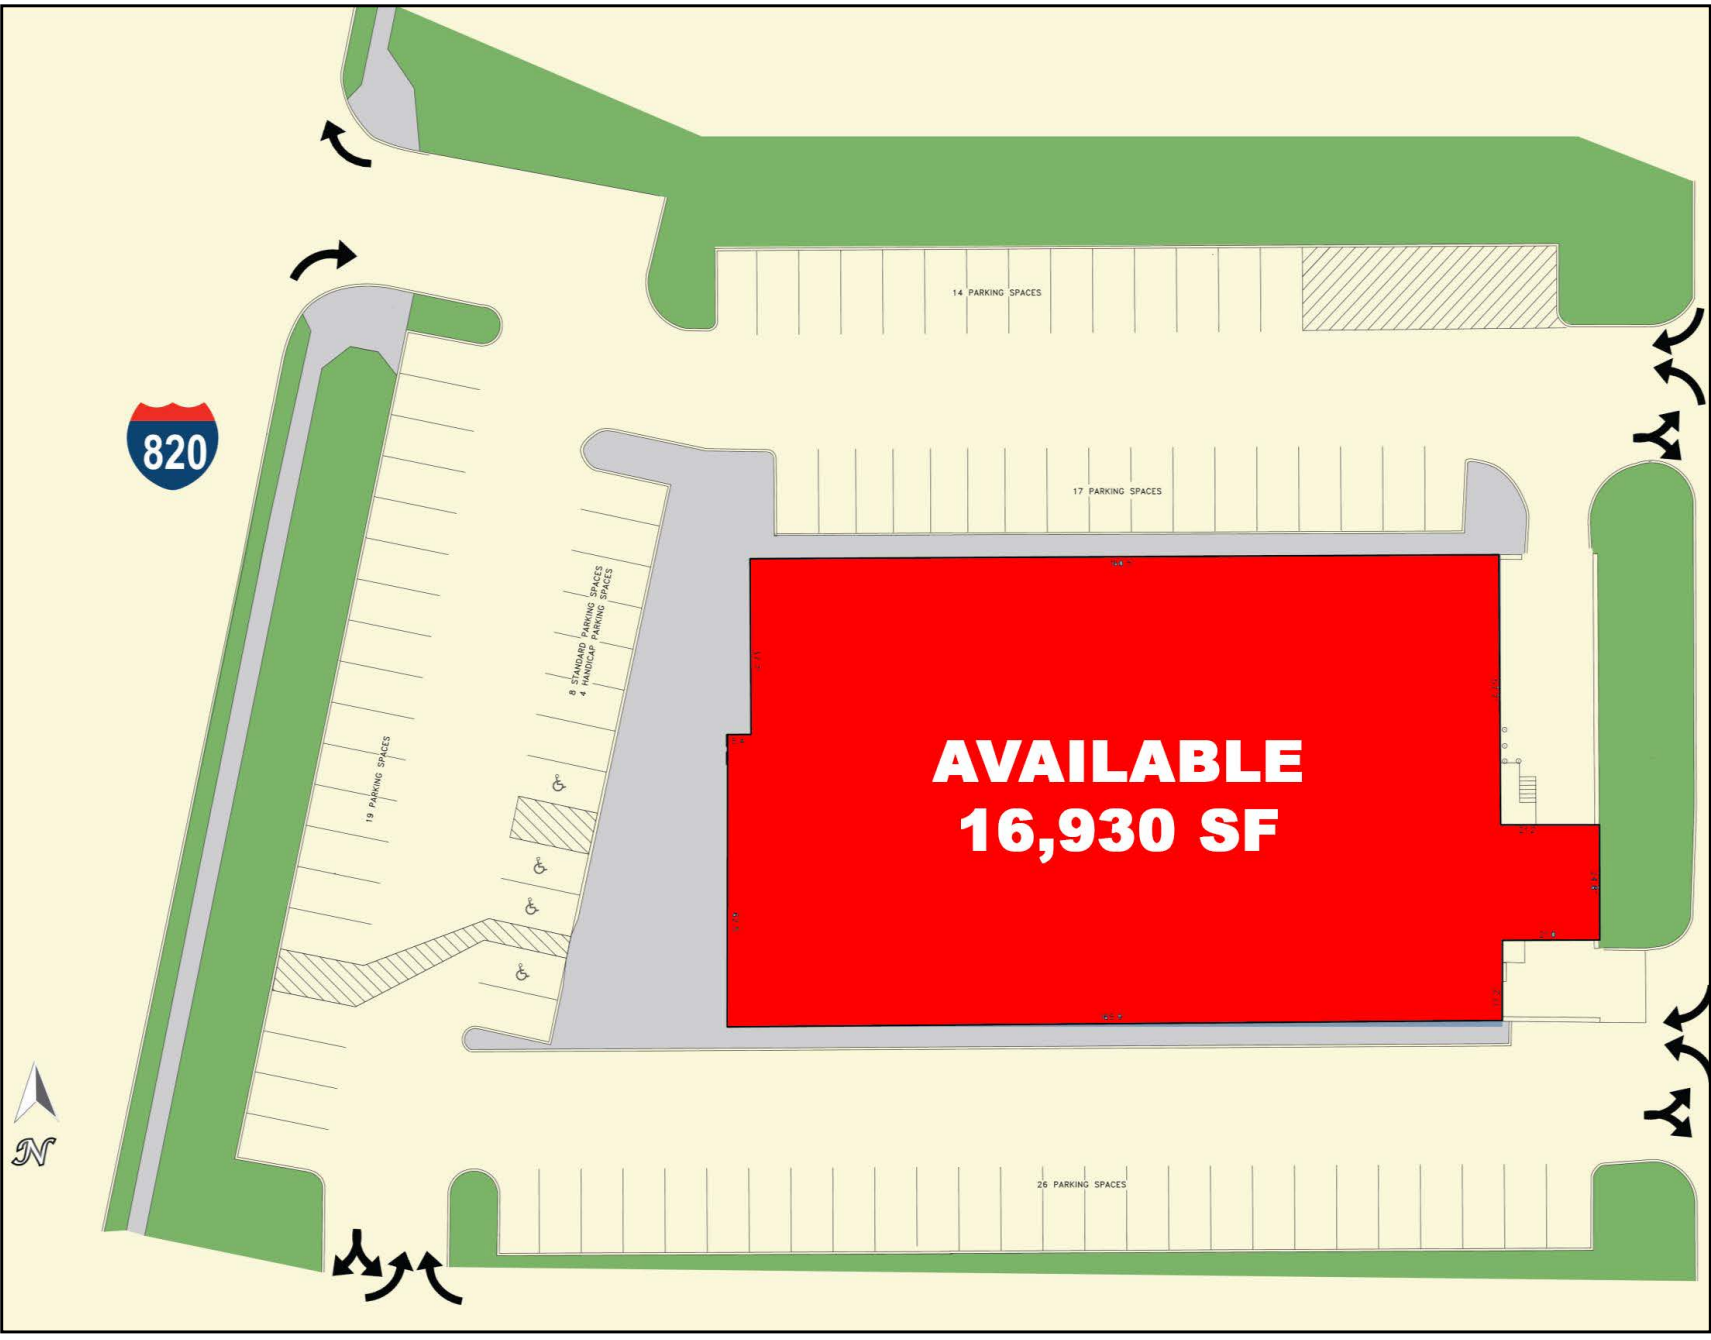 14 PARKING SPACES
820
17 PARKING SPACES
8 STANDARD PARKING SPACES
4 HANDICAP PARKING SPACES
19 PARKING SPACES
AVAILABLE
16,930 SF
N
26 PARKING SPACES